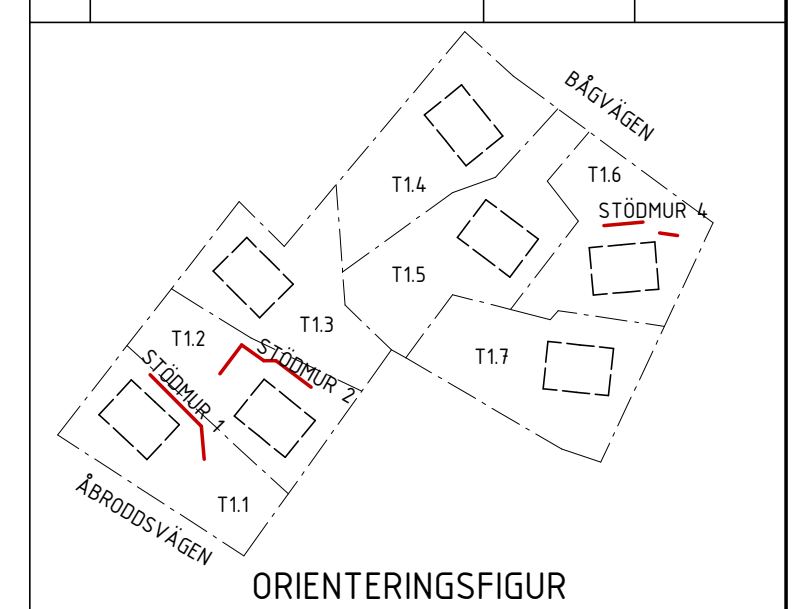 BÅGVÄGEN
T1.6
T1.4
STÖDMUR 4
T1.5
T1.3
T1.2
STÖDMUR 2
T1.7
STÖDMUR 1
T1.1
ÅBRODDSVÄGEN
ORIENTERINGSFIGUR